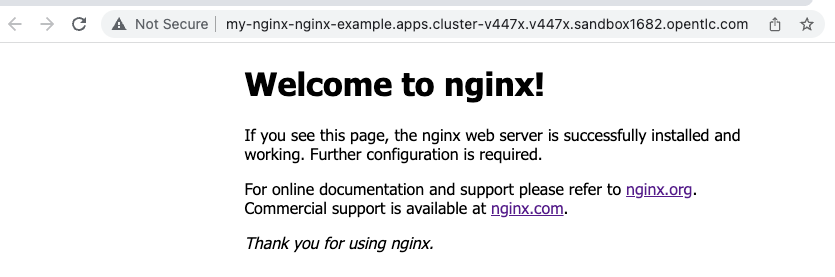 Not Secure my-nginx-nginx-example.apps.cluster-v447x.v447x.sandbox1682.opentlc.com
Welcome to nginx!
If you see this page, the nginx web server is successfully installed and
working. Further configuration is required.
For online documentation and support please refer to nginx.org.
Commercial support is available at nginx.com.
Thank you for using nginx.